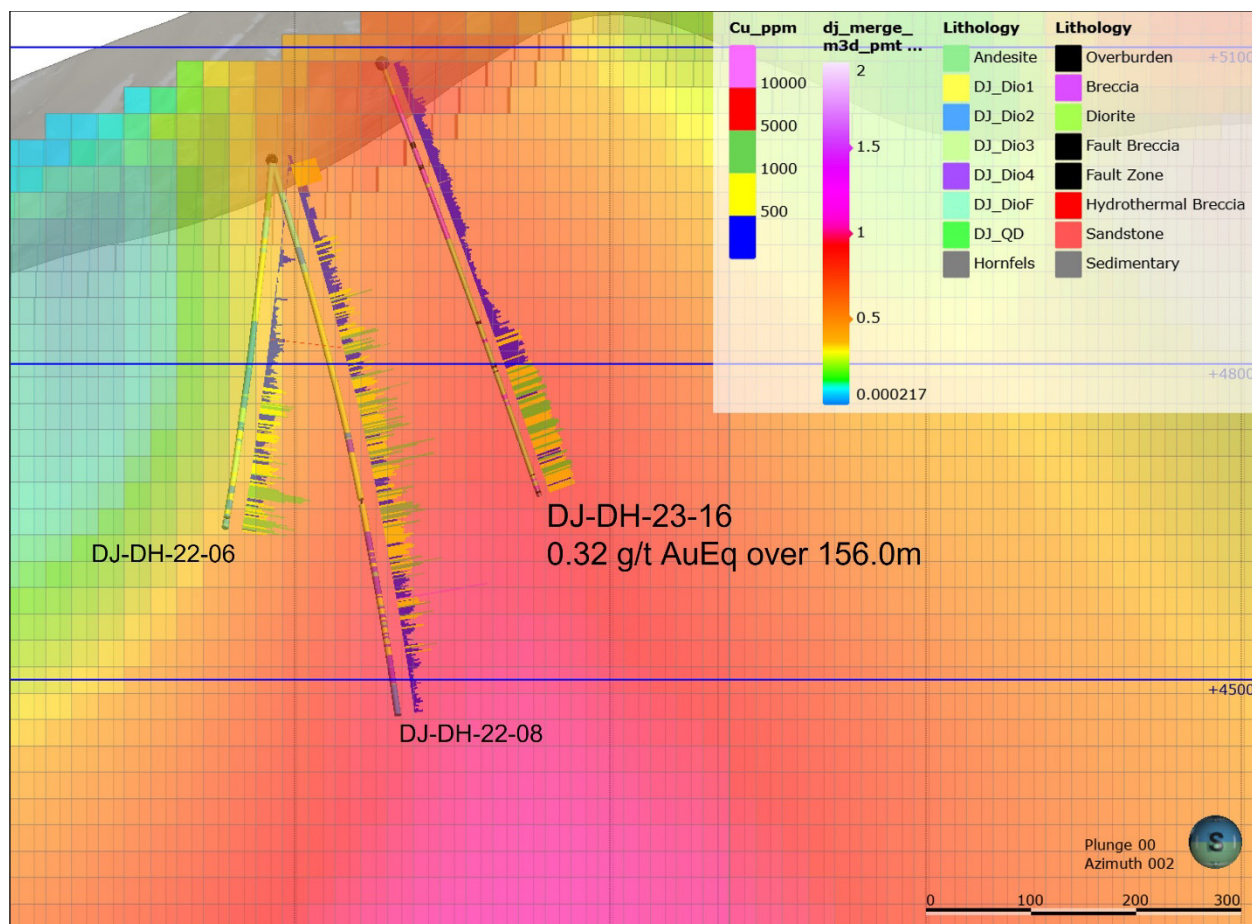 Cu_ppm
10000
5000
1000
500
dj_merge_
m3d_pmt ...
2
1.5
1
0.5
0.000217
Lithology
Andesite
DJ_Dio1
DJ_Dio2
DJ_Dio3
DJ_Dio4
DJ_DioF
DJ_QD
Hornfels
Lithology
Overburden
Breccia
Diorite
Fault Breccia
Fault Zone
Hydrothermal Breccia
Sandstone
Sedimentary
+5100
+4800
DJ-DH-23-16
0.32 g/t AuEq over 156.0m
DJ-DH-22-06
+4500
DJ-DH-22-08
Plunge 00
Azimuth 002
S
0 100 200 300